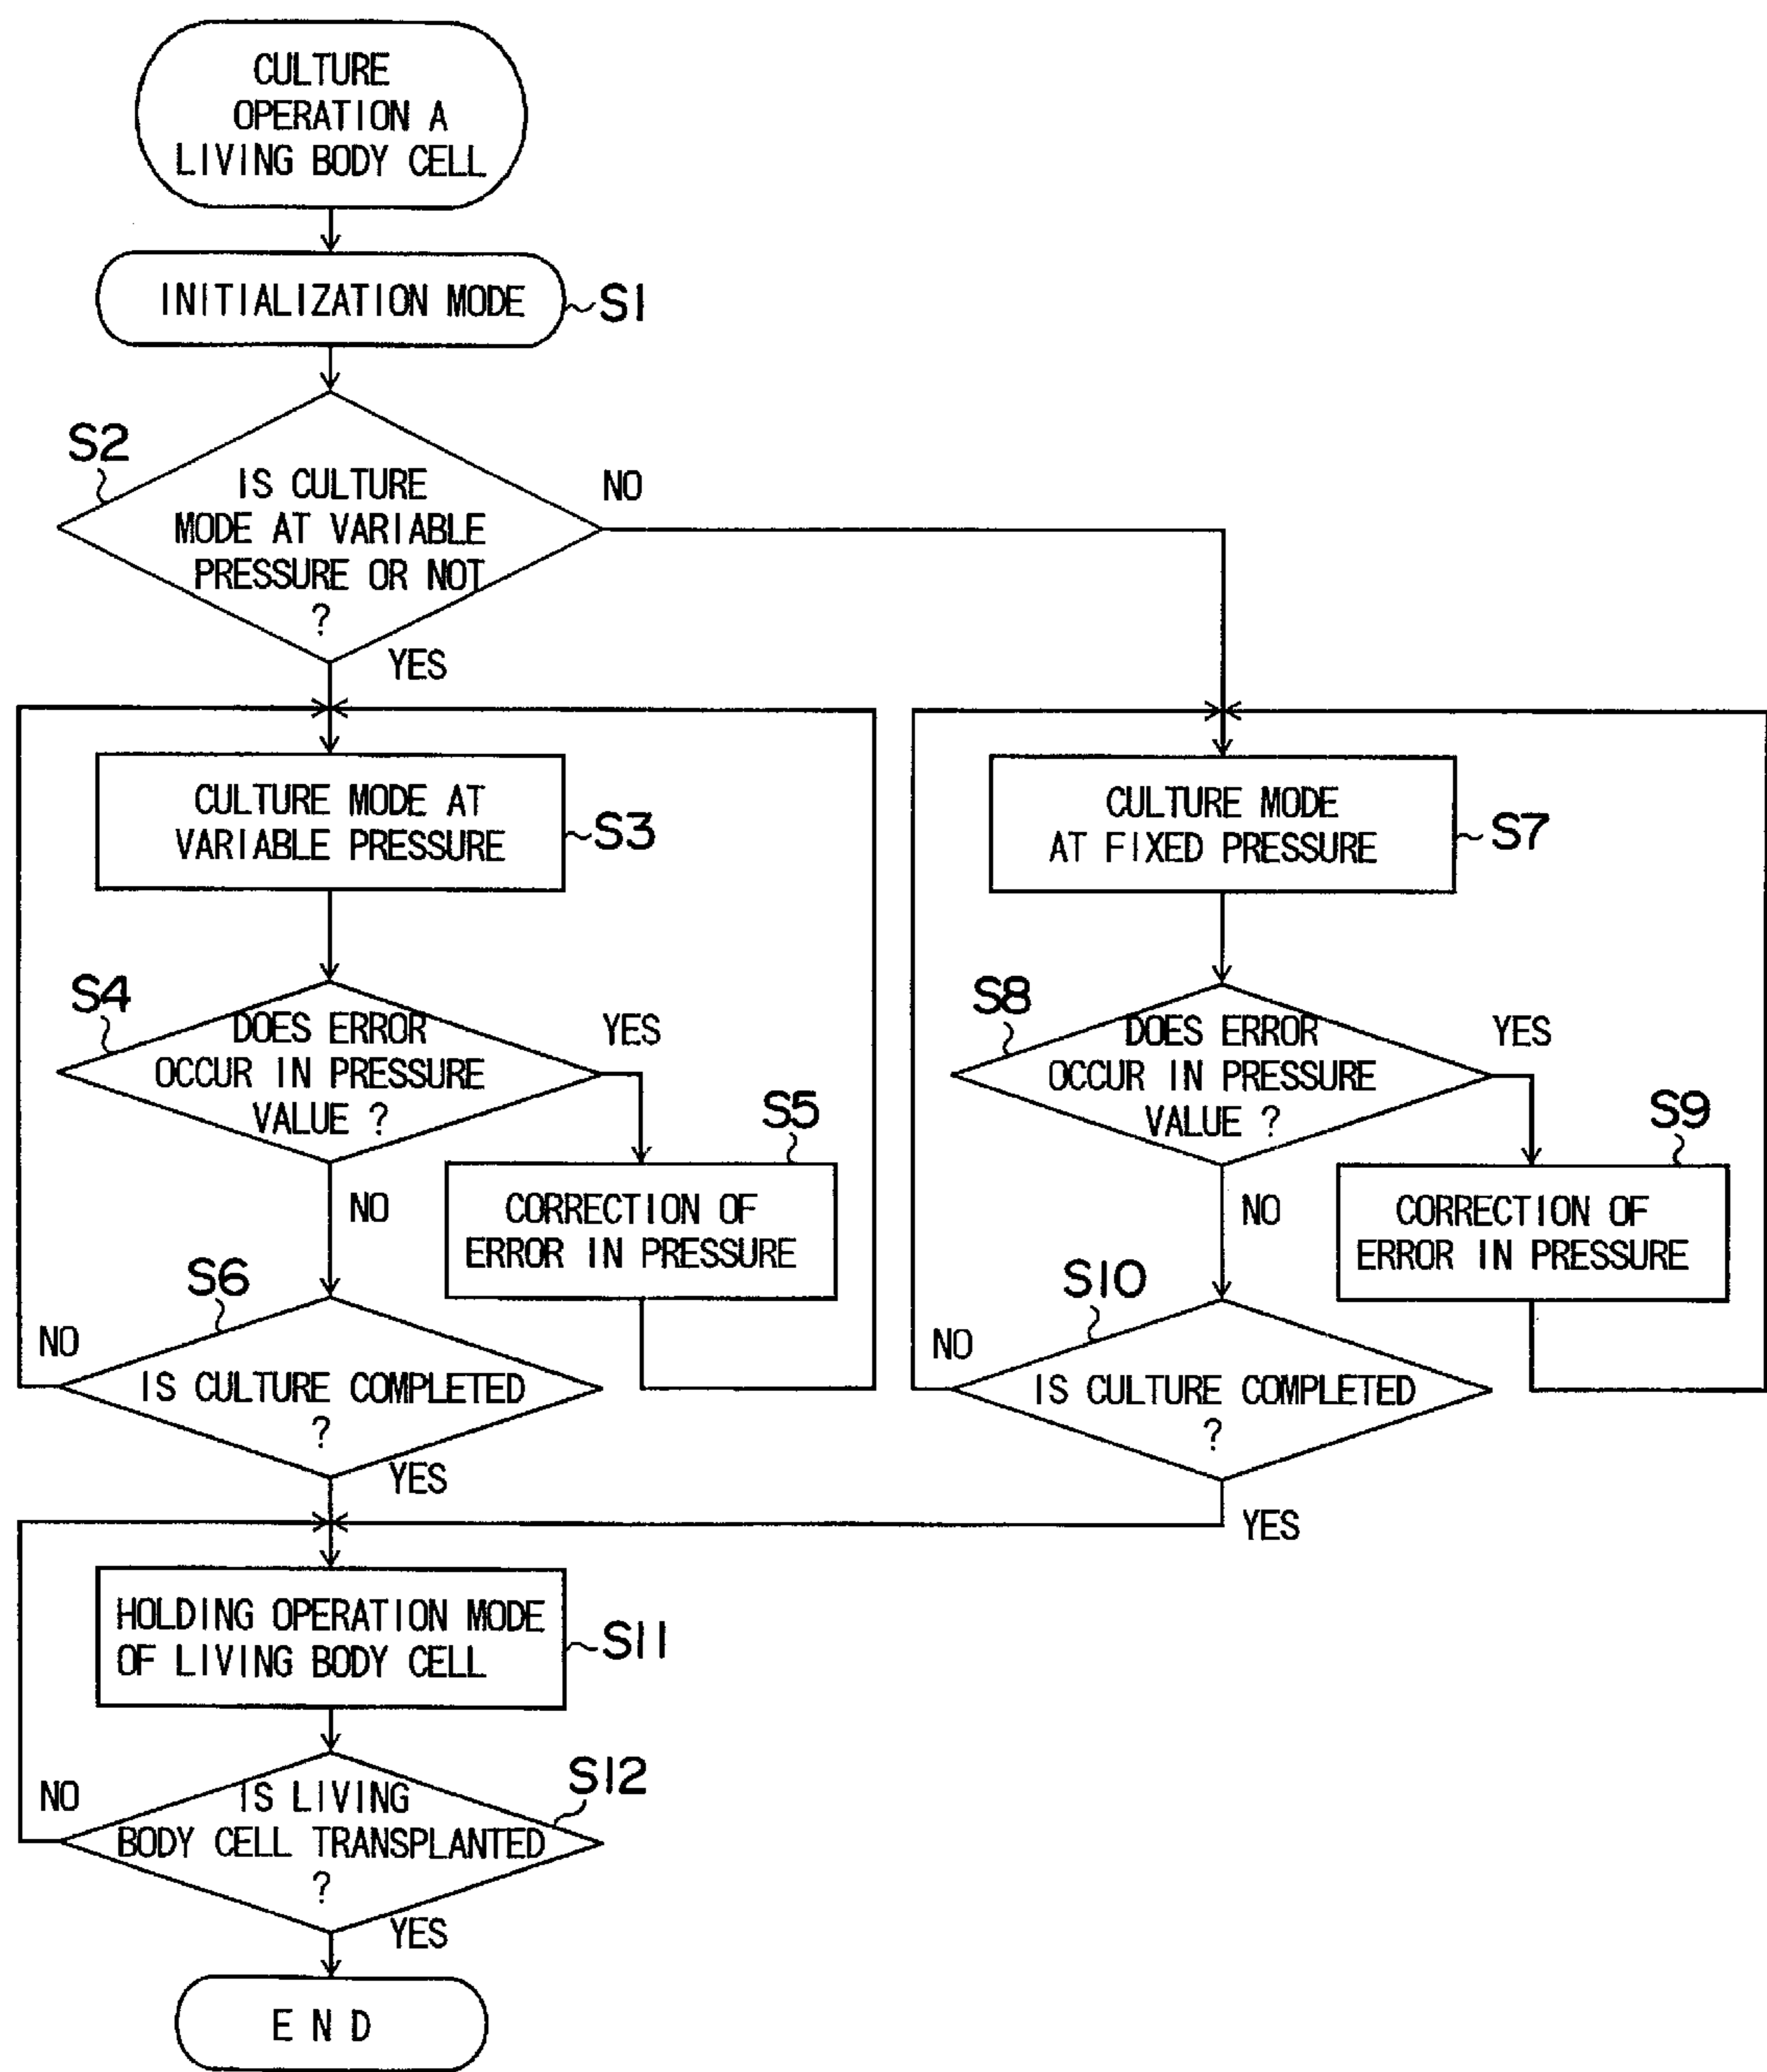 CULTURE
OPERATION A
LIVING BODY CELL
INITIALIZATION MODE
S1
S2
IS CULTURE
MODE AT VARIABLE
PRESSURE OR NOT
?
NO
YES
CULTURE MODE AT
VARIABLE PRESSURE
S3
S4
DOES ERROR
OCCUR IN PRESSURE
VALUE ?
YES
NO
S5
CORRECTION OF
ERROR IN PRESSURE
S6
NO
IS CULTURE COMPLETED
?
YES
CULTURE MODE
AT FIXED PRESSURE
S7
S8
DOES ERROR
OCCUR IN PRESSURE
VALUE ?
YES
NO
S9
CORRECTION OF
ERROR IN PRESSURE
S10
NO
IS CULTURE COMPLETED
?
YES
HOLDING OPERATION MODE
OF LIVING BODY CELL
S11
S12
NO
IS LIVING
BODY CELL TRANSPLANTED
?
YES
END